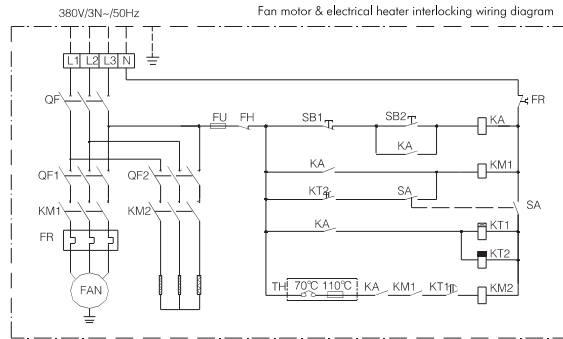 380V/3N~/50Hz Fan motor & electrical heater interlocking wiring diagram
L1 L2 L3 N
QF FU FH SB1 SB2 KA FR
KA
QF1 QF2 KA KM1
KT2 SA
KM1 KM2 SA
KA KT1
FR
KT2
FAN TH 70°C 110°C KA KM1 KT1 KM2